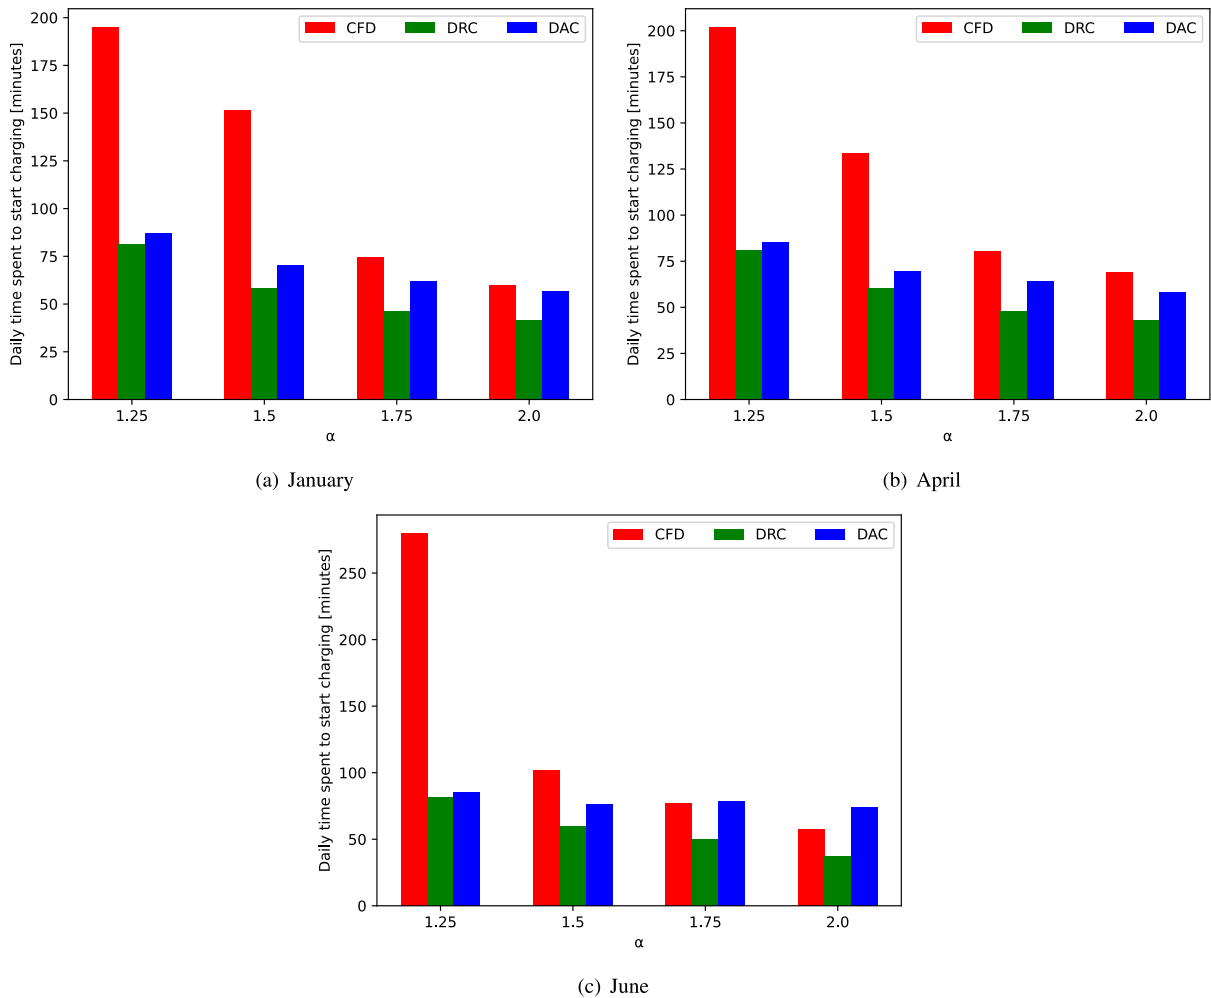 Daily time spent to start charging [minutes]
200
175
150
125
100
75
50
25
0
CFD DRC DAC
1.25 1.5 1.75 2.0
α
(a) January
Daily time spent to start charging [minutes]
200
175
150
125
100
75
50
25
0
CFD DRC DAC
1.25 1.5 1.75 2.0
α
(b) April
Daily time spent to start charging [minutes]
250
200
150
100
50
0
CFD DRC DAC
1.25 1.5 1.75 2.0
α
(c) June